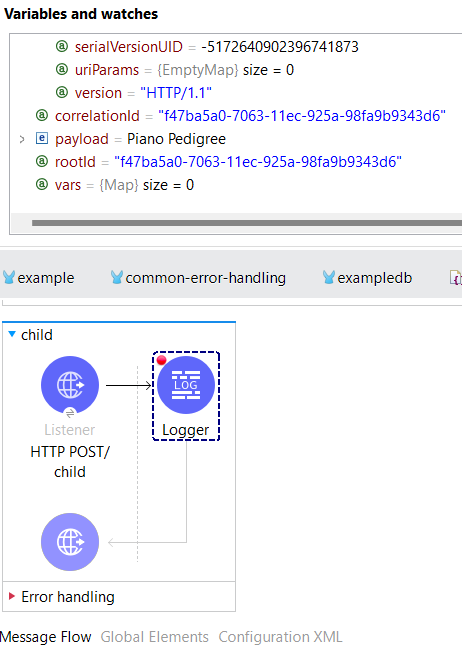 Variables and watches
serialVersionUID = -5172640902396741873
uriParams = {EmptyMap} size = 0
version = "HTTP/1.1"
correlationId = "f47ba5a0-7063-11ec-925a-98fa9b9343d6"
payload = Piano Pedigree
rootId = "f47ba5a0-7063-11ec-925a-98fa9b9343d6"
vars = {Map} size = 0
example common-error-handling exampledb
child
LOG
Listener Logger
HTTP POST/
child
Error handling
Message Flow Global Elements Configuration XML